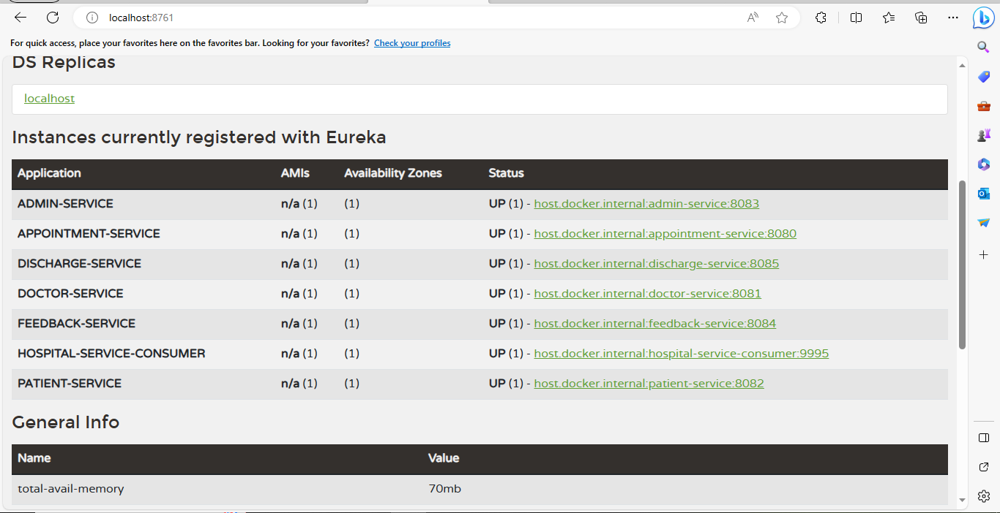 localhost:8761
For quick access, place your favorites here on the favorites bar. Looking for your favorites? Check your profiles
DS Replicas
localhost
Instances currently registered with Eureka
Application AMIs Availability Zones Status
ADMIN-SERVICE n/a (1) (1) UP (1) - host.docker.internal:admin-service:8083
APPOINTMENT-SERVICE n/a (1) (1) UP (1) - host.docker.internal:appointment-service:8080
DISCHARGE-SERVICE n/a (1) (1) UP (1) - host.docker.internal:discharge-service:8085
DOCTOR-SERVICE n/a (1) (1) UP (1) - host.docker.internal:doctor-service:8081
FEEDBACK-SERVICE n/a (1) (1) UP (1) - host.docker.internal:feedback-service:8084
HOSPITAL-SERVICE-CONSUMER n/a (1) (1) UP (1) - host.docker.internal:hospital-service-consumer:9995
PATIENT-SERVICE n/a (1) (1) UP (1) - host.docker.internal:patient-service:8082
General Info
Name Value
total-avail-memory 70mb